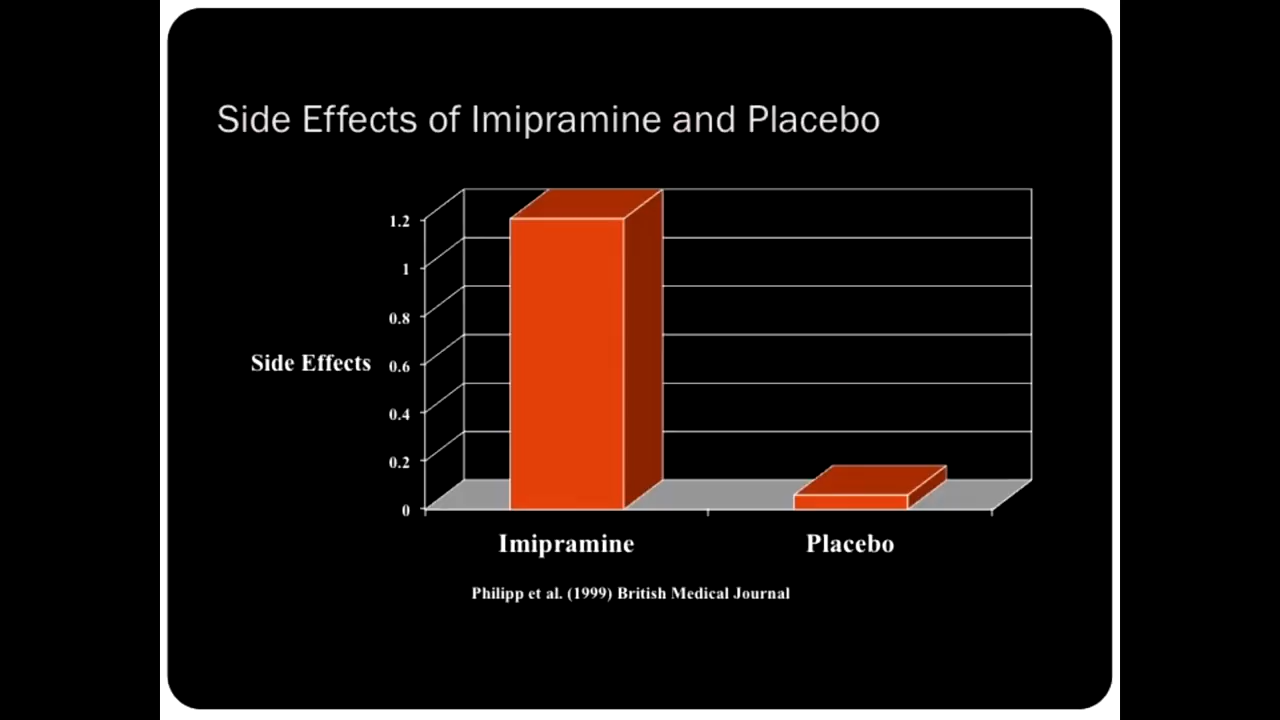 Side Effects of Imipramine and Placebo
1.2
1
0.8
Side Effects
0.6
0.4
0.2
0
Imipramine Placebo
Philipp et al. (1999) British Medical Journal